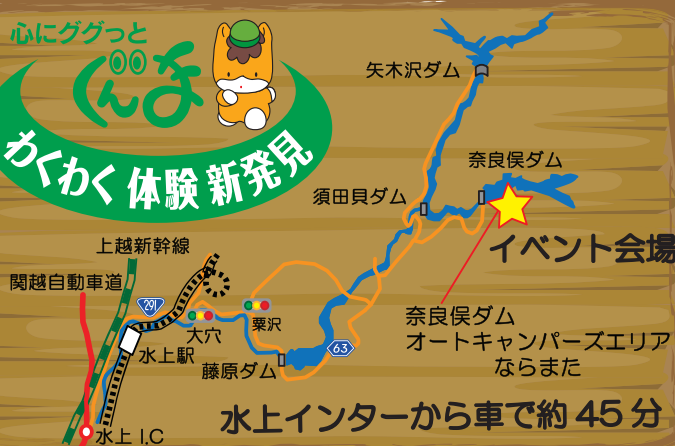 心にググっと
ぐんま
わくわく 体験 新発見
矢木沢ダム
奈良俣ダム
須田貝ダム
イベント会場
上越新幹線
関越自動車道
291
大穴
粟沢
水上駅
藤原ダム
63
奈良俣ダム
オートキャンパーズエリア
ならまた
水上 I.C
水上インターから車で約 45 分